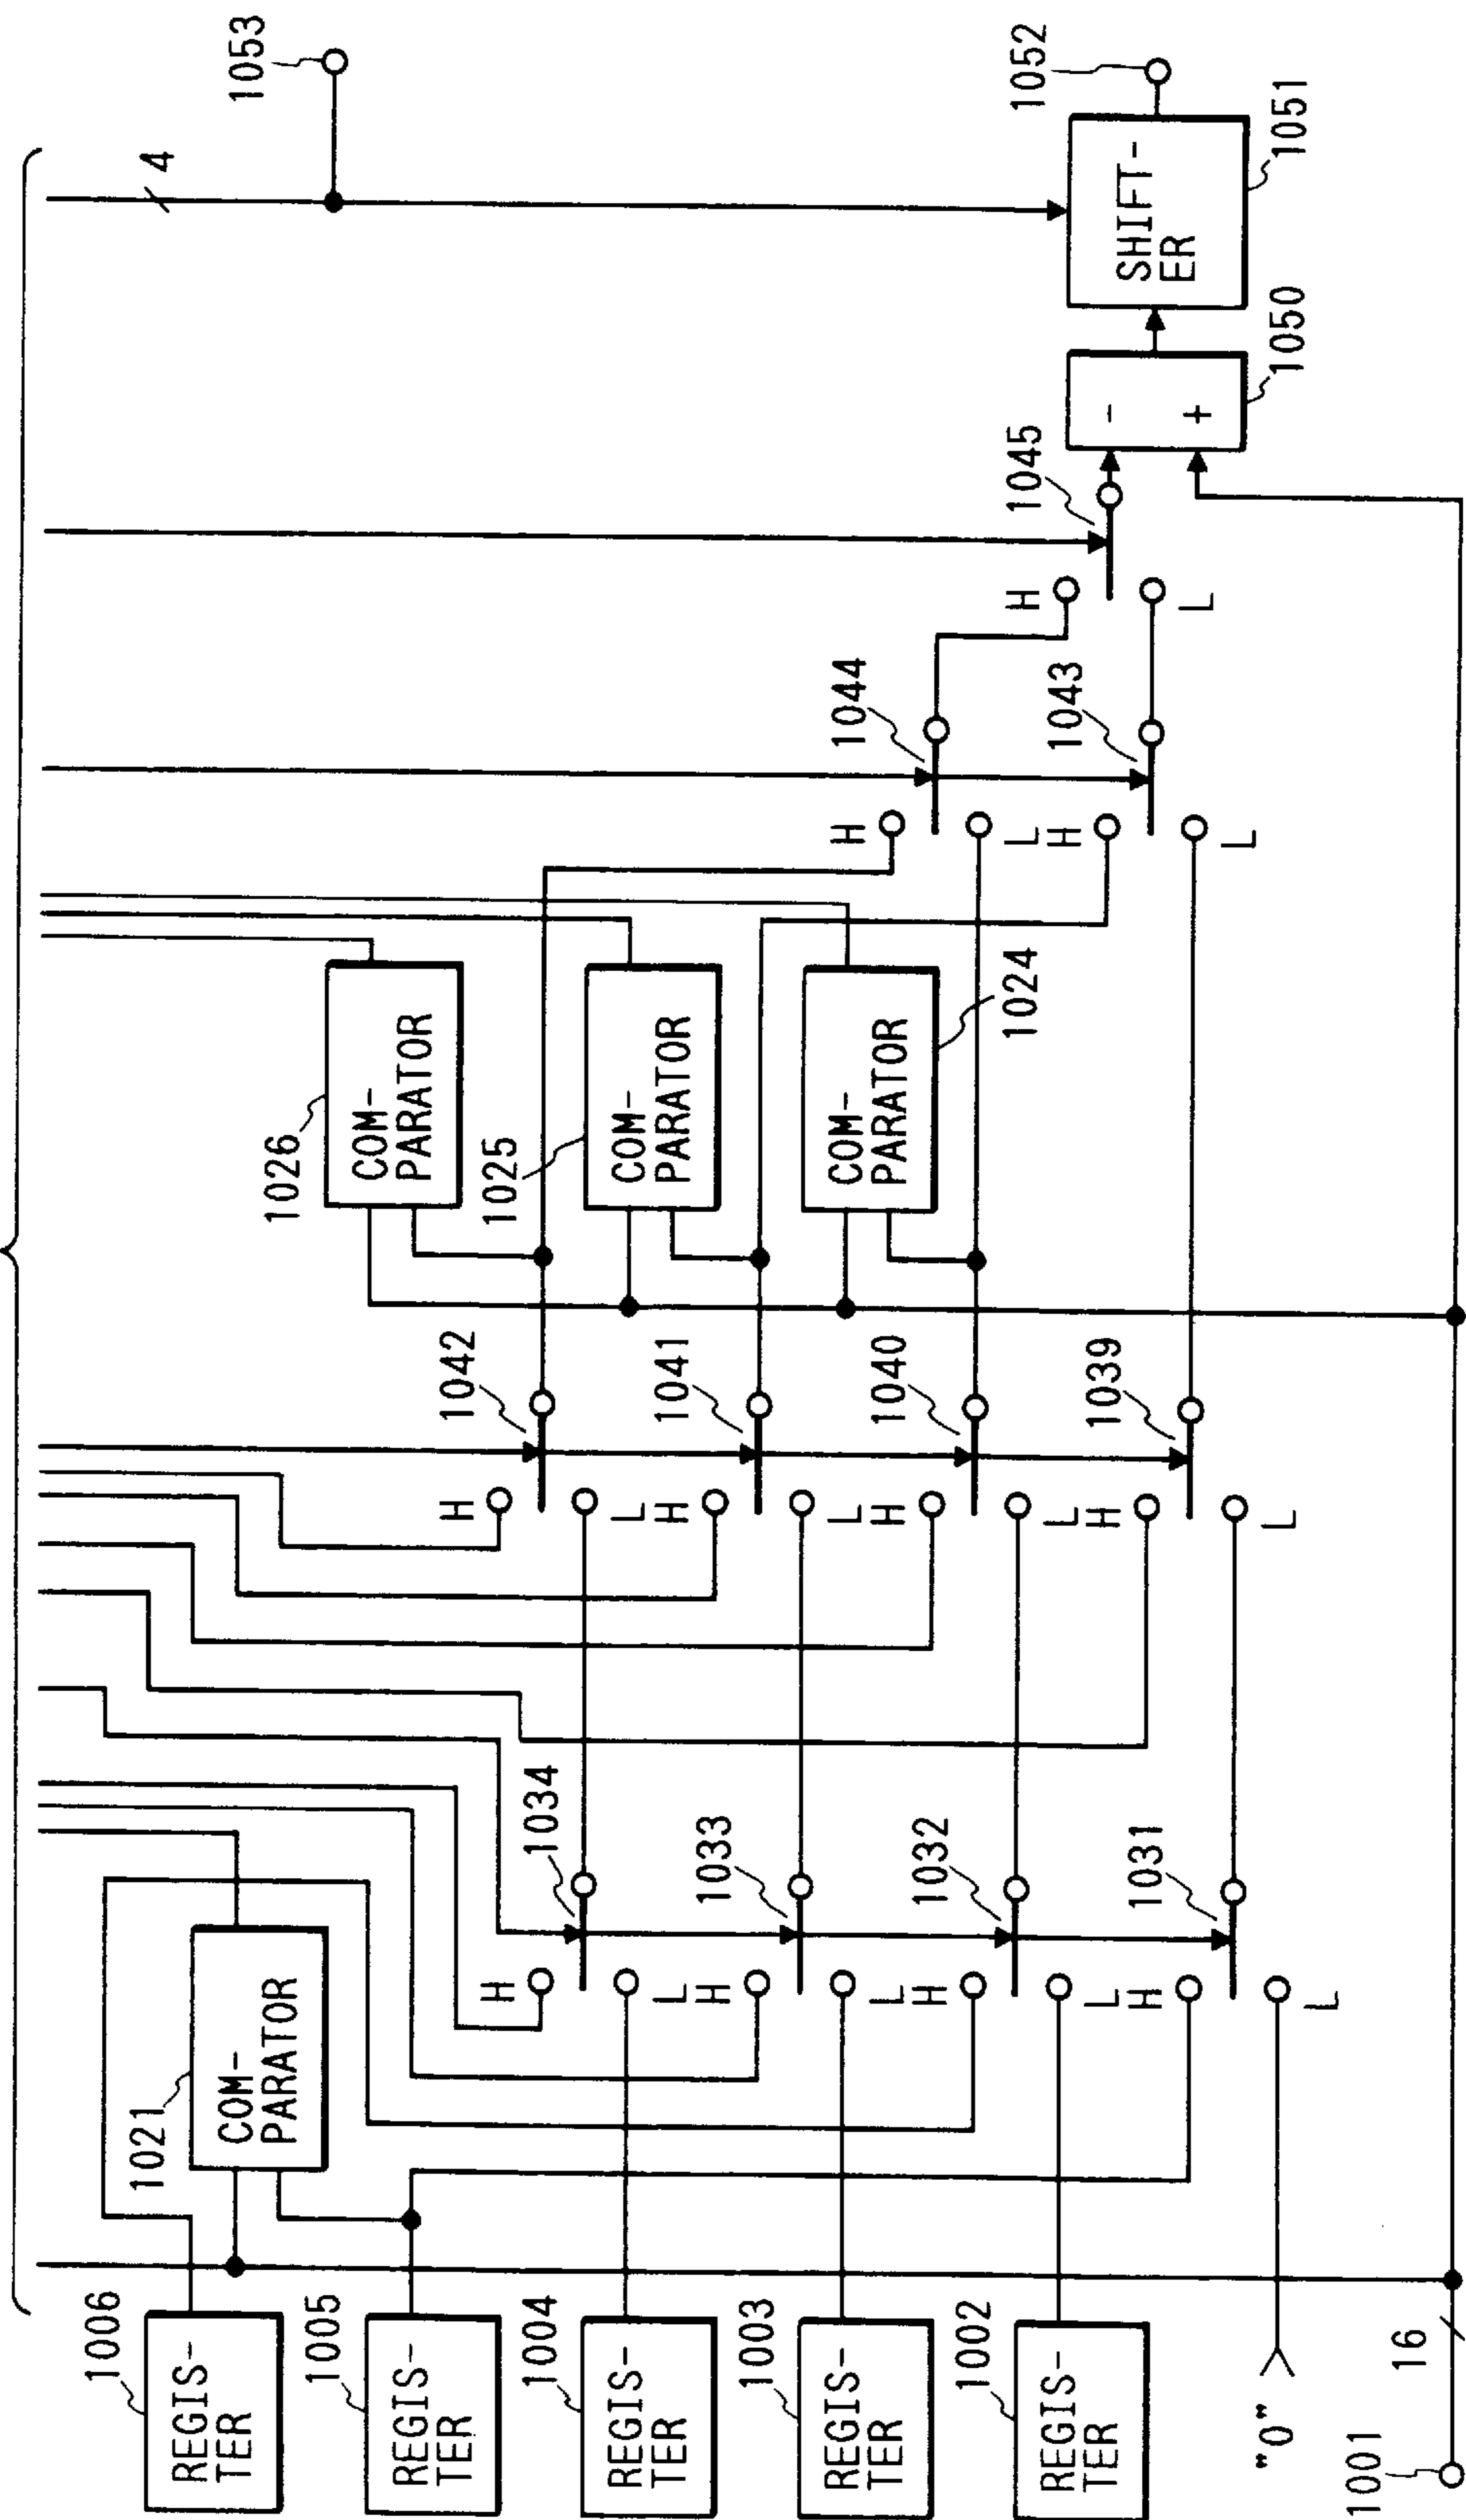 1053
4
1052
SHIFT-
ER
1051
1050
-
+
1045
H
L
1044
1043
H
L
H
L
1026
COM-
PARATOR
1025
COM-
PARATOR
1024
COM-
PARATOR
1042
1041
1040
1039
H
L
H
L
H
L
H
L
1034
1033
1032
1031
H
L
H
L
H
L
H
L
1021
COM-
PARATOR
1006
REGIS-
TER
1005
REGIS-
TER
1004
REGIS-
TER
1003
REGIS-
TER
1002
REGIS-
TER
"0"
16
1001